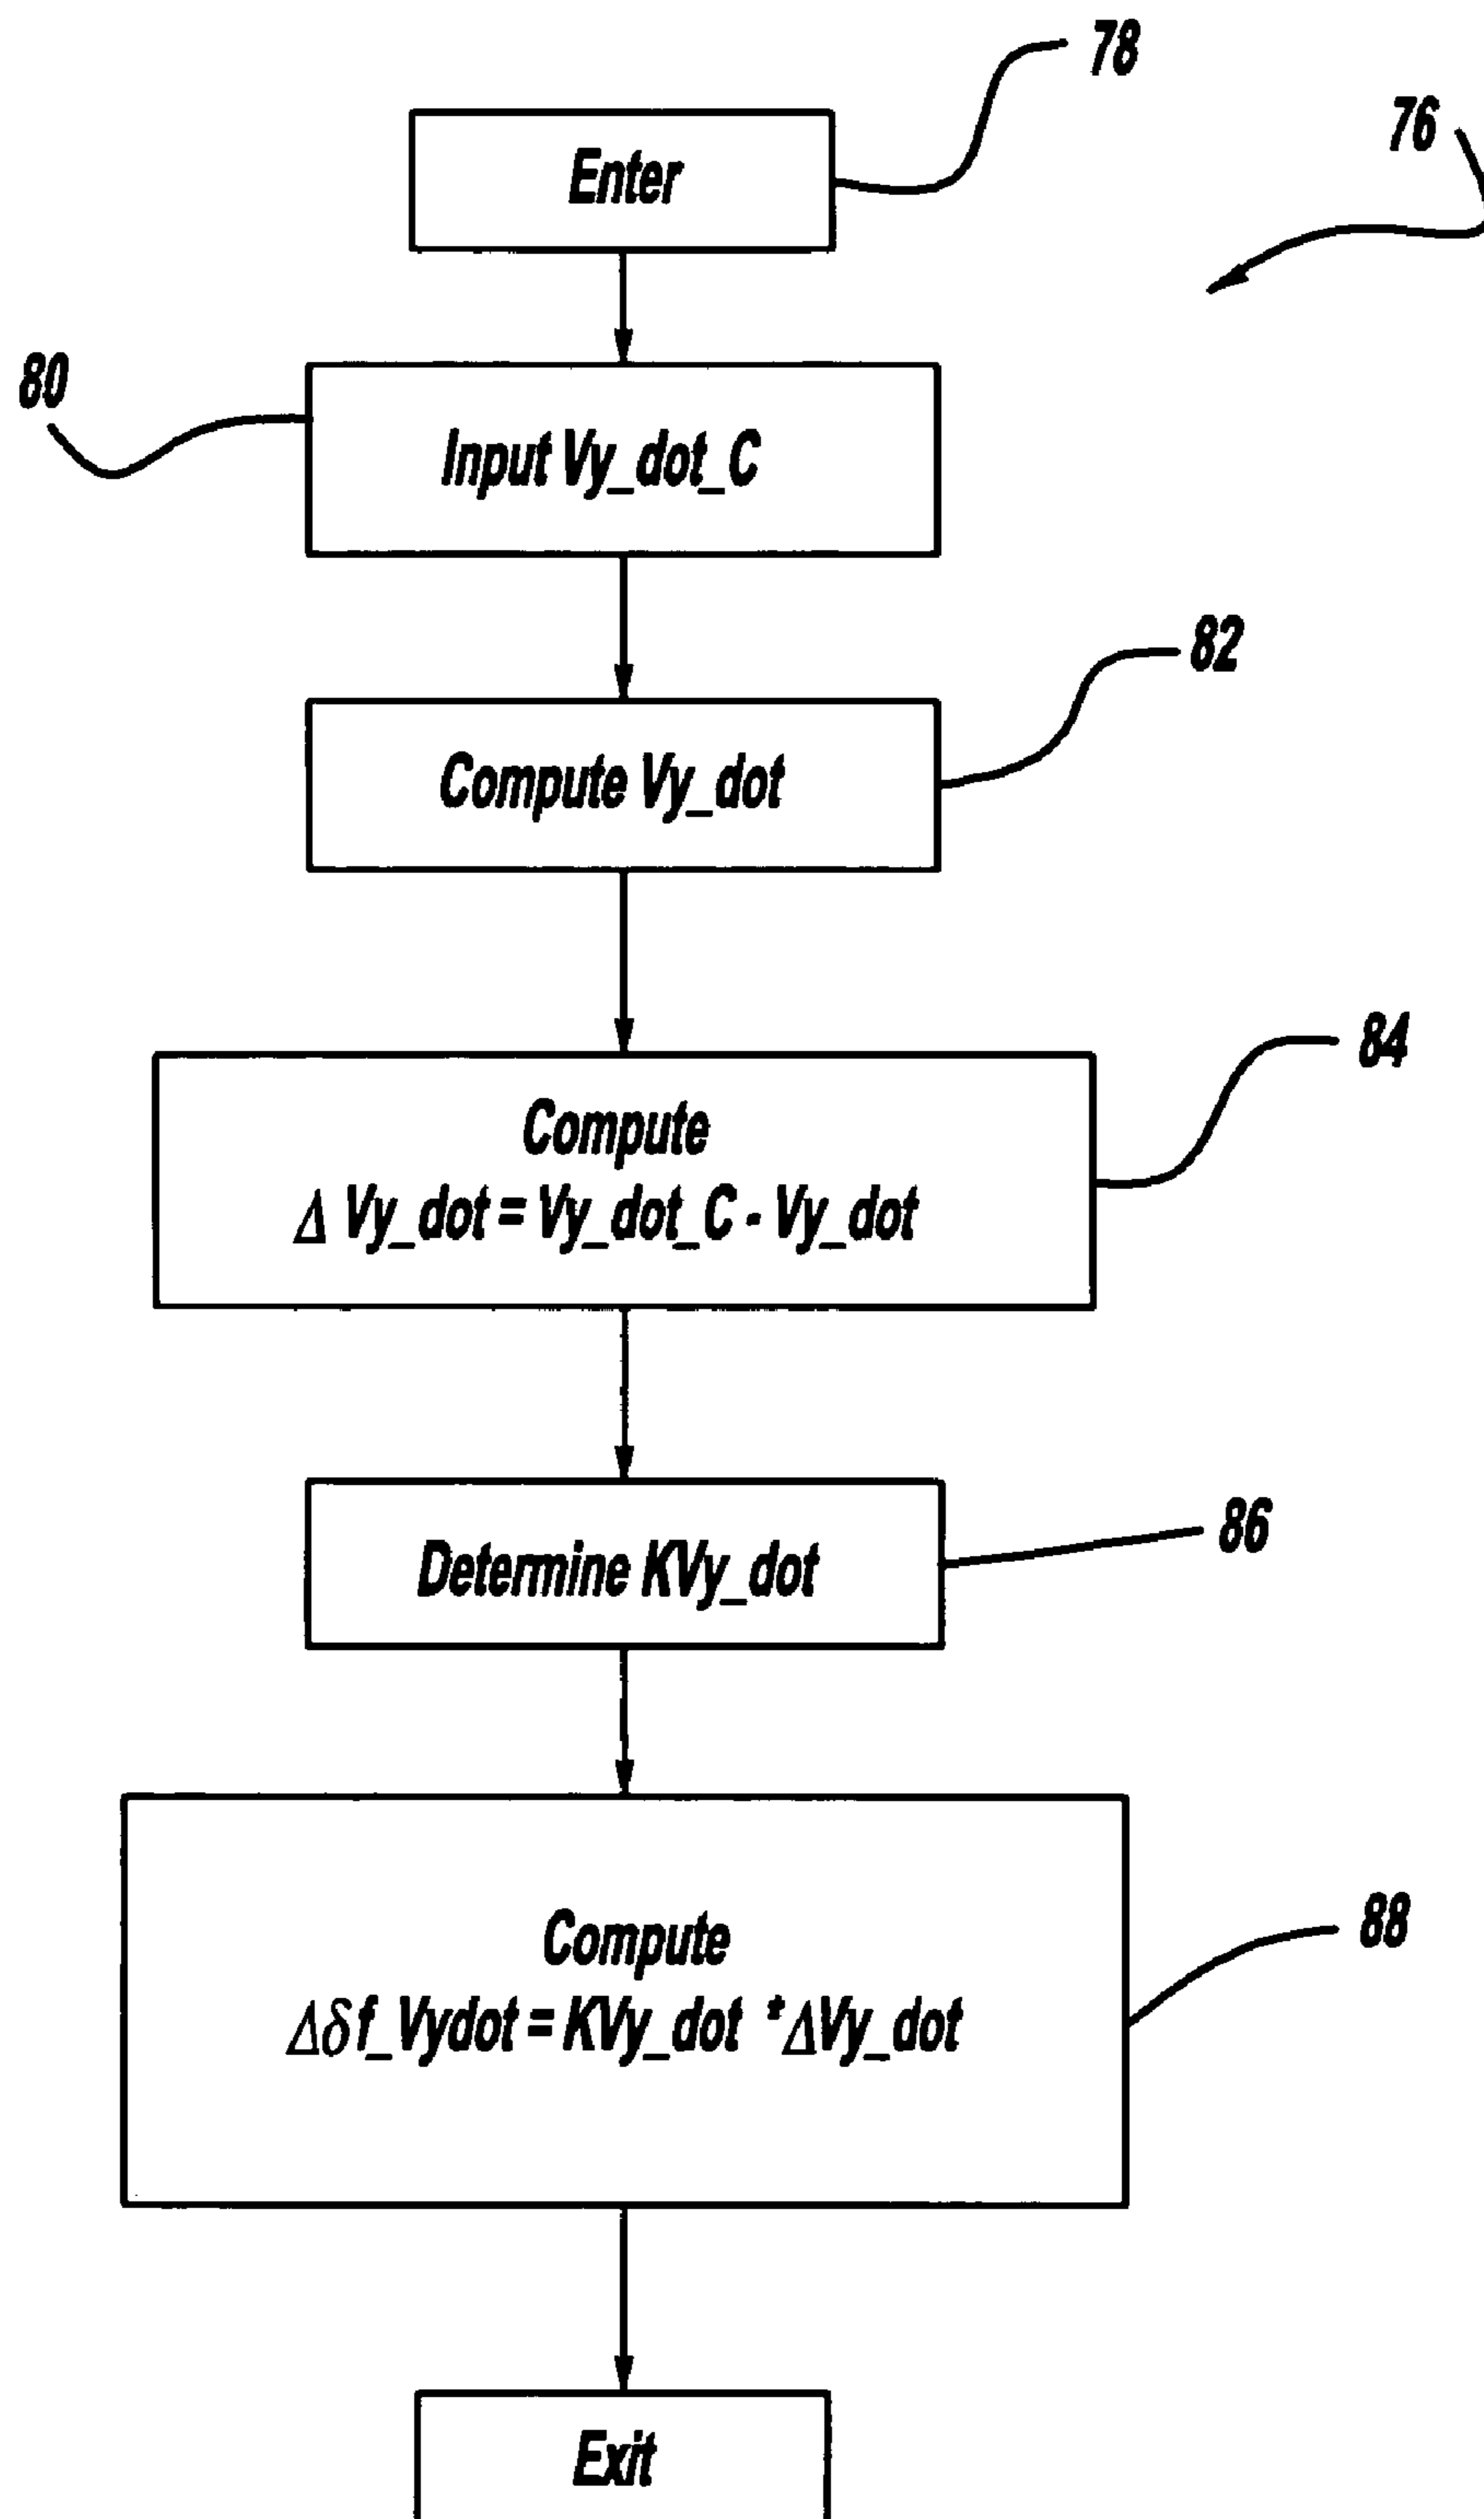 78
76
Enter
80
Input Vy_dot_C
82
Compute Vy_dot
84
Compute
Δ Vy_dot = Vy_dot_C - Vy_dot
86
Determine KVy_dot
88
Compute
Δδf_Vydot = KVy_dot * ΔVy_dot
Exit